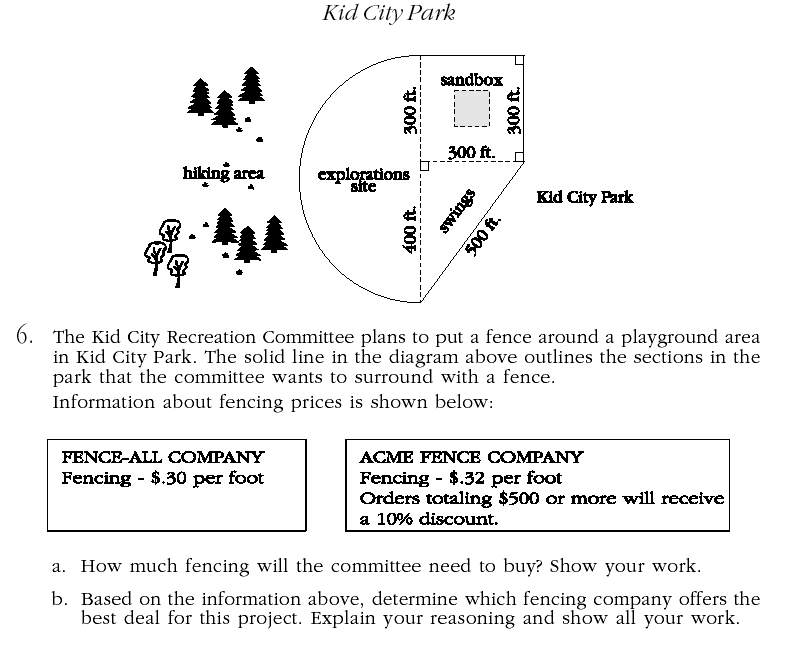 Kid City Park
sandbox
300 ft.
300 ft.
300 ft.
hiking area
explorations
site
swings
400 ft.
500 ft.
Kid City Park
6. The Kid City Recreation Committee plans to put a fence around a playground area
in Kid City Park. The solid line in the diagram above outlines the sections in the
park that the committee wants to surround with a fence.
Information about fencing prices is shown below:
FENCE-ALL COMPANY
Fencing - $.30 per foot
ACME FENCE COMPANY
Fencing - $.32 per foot
Orders totaling $500 or more will receive
a 10% discount.
a. How much fencing will the committee need to buy? Show your work.
b. Based on the information above, determine which fencing company offers the
best deal for this project. Explain your reasoning and show all your work.